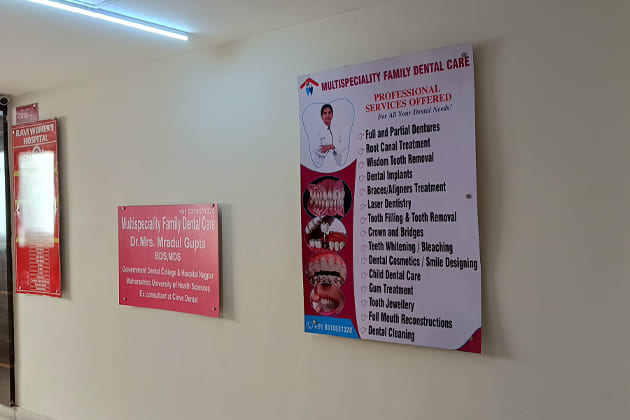 RAVI WOMEN'S
HOSPITAL
+91 8310531328
Multispecialty Family Dental Care
Dr.Mrs. Mradul Gupta
BDS,MDS
Government Dental College & Hospital Nagpur
Maharashtra University of Health Sciences
Ex consultant at Clove Dental
MULTISPECIALITY FAMILY DENTAL CARE
PROFESSIONAL
SERVICES OFFERED
For All Your Dental Needs!
Full and Partial Dentures
Root Canal Treatment
Wisdom Tooth Removal
Dental Implants
Braces/Aligners Treatment
Laser Dentistry
Tooth Filling & Tooth Removal
Crown and Bridges
Teeth Whitening / Bleaching
Dental Cosmetics / Smile Designing
Child Dental Care
Gum Treatment
Tooth Jewellery
Full Mouth Reconstructions
Dental Cleaning
+91 8310531328